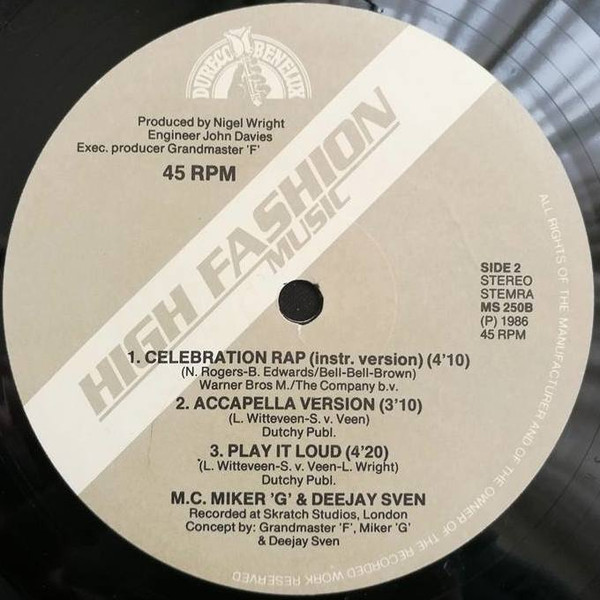 DURECO BENELUX
Produced by Nigel Wright
Engineer John Davies
Exec. producer Grandmaster 'F'
45 RPM
HIGH FASHION
MUSIC
SIDE 2
STEREO
STEMRA
MS 250B
(P) 1986
45 RPM
1. CELEBRATION RAP (instr. version) (4'10)
(N. Rogers-B. Edwards/Bell-Bell-Brown)
Warner Bros M./The Company b.v.
2. ACCAPELLA VERSION (3'10)
(L. Witteveen-S. v. Veen)
Dutchy Publ.
3. PLAY IT LOUD (4'20)
(L. Witteveen-S. v. Veen-L. Wright)
Dutchy Publ.
M.C. MIKER 'G' & DEEJAY SVEN
Recorded at Skratch Studios, London
Concept by: Grandmaster 'F', Miker 'G'
& Deejay Sven
ALL RIGHTS OF THE MANUFACTURER AND OF THE OWNER OF THE RECORDED WORK RESERVED